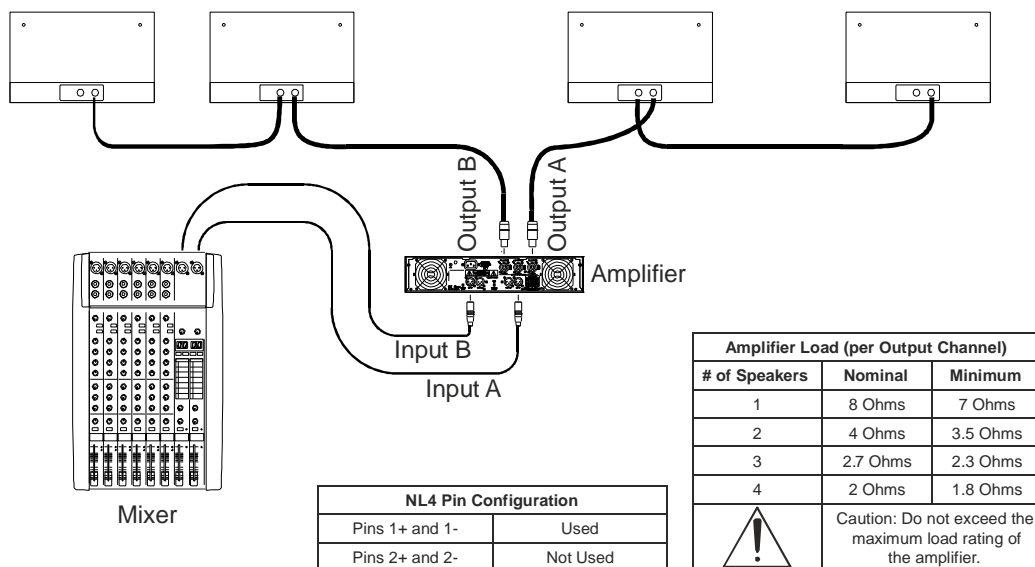 Output B
Output A
Amplifier
Input B
Input A
Mixer
NL4 Pin Configuration
Pins 1+ and 1- Used
Pins 2+ and 2- Not Used
Amplifier Load (per Output Channel)
# of Speakers Nominal Minimum
1 8 Ohms 7 Ohms
2 4 Ohms 3.5 Ohms
3 2.7 Ohms 2.3 Ohms
4 2 Ohms 1.8 Ohms
Caution: Do not exceed the
maximum load rating of
the amplifier.